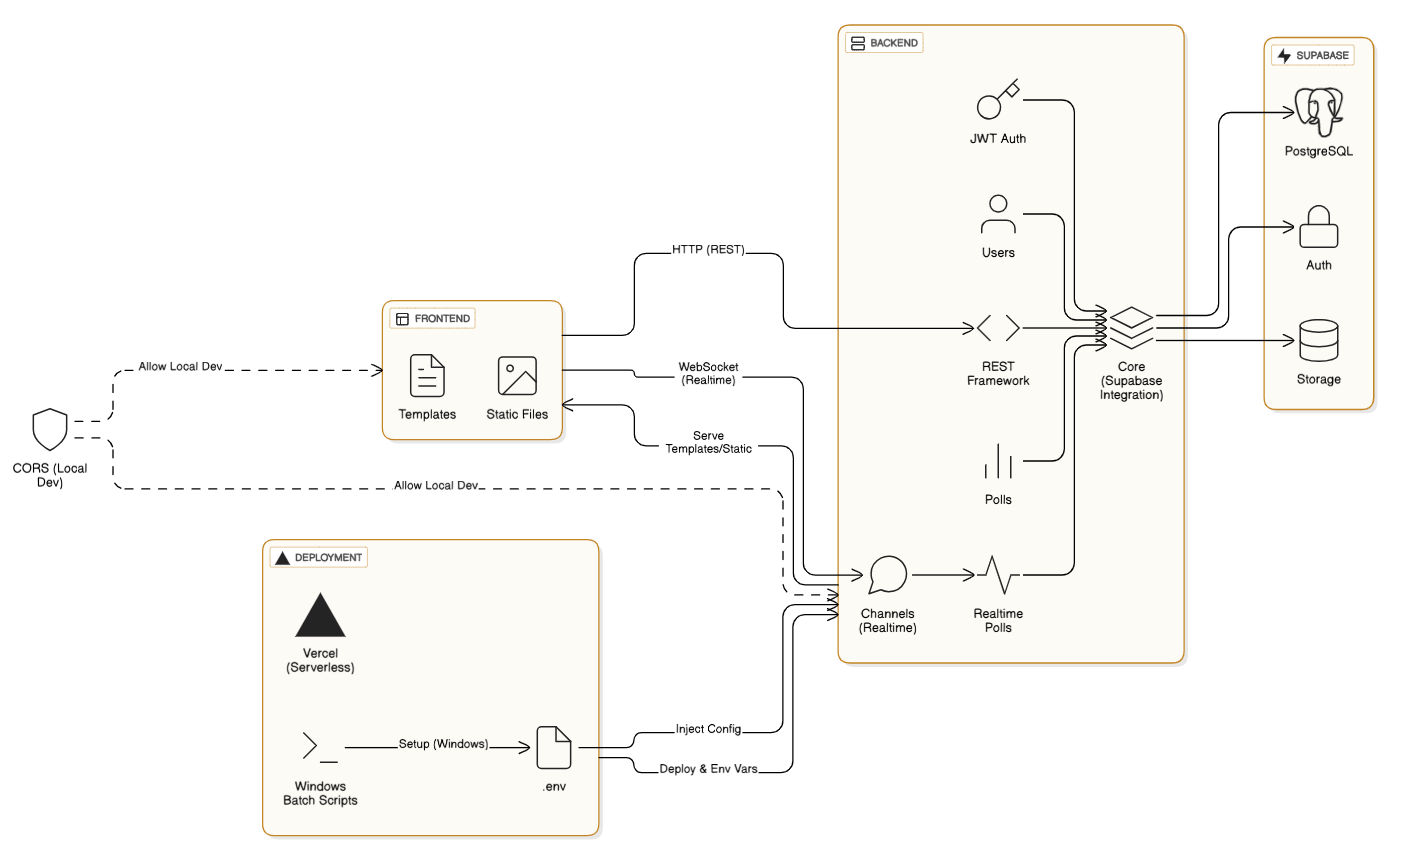 BACKEND
SUPABASE
JWT Auth
PostgreSQL
Users
Auth
HTTP (REST)
FRONTEND
Allow Local Dev
Templates
Static Files
WebSocket
(Realtime)
REST
Framework
Core
(Supabase
Integration)
Storage
CORS (Local
Dev)
Serve
Templates/Static
Allow Local Dev
Polls
DEPLOYMENT
Channels
(Realtime)
Realtime
Polls
Vercel
(Serverless)
Setup (Windows)
Inject Config
Deploy & Env Vars
Windows
Batch Scripts
.env